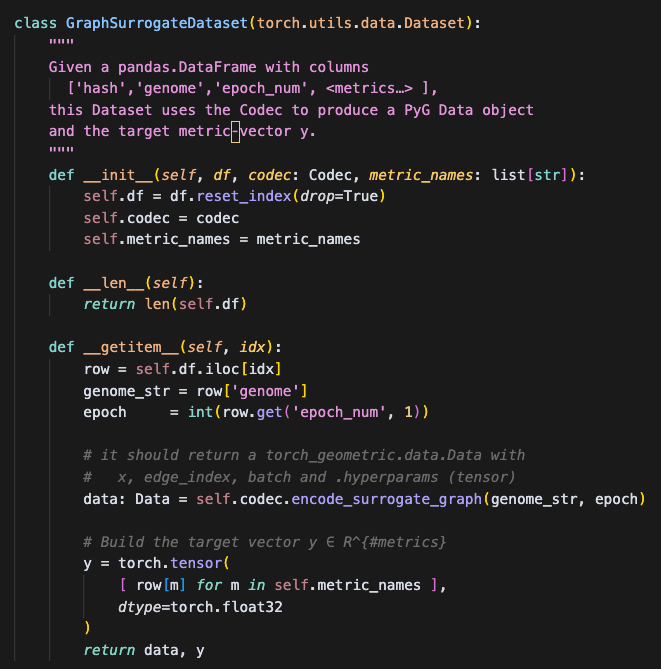 class GraphSurrogateDataset(torch.utils.data.Dataset):
    """
    Given a pandas.DataFrame with columns
      ['hash','genome','epoch_num', <metrics…> ],
    this Dataset uses the Codec to produce a PyG Data object
    and the target metric-vector y.
    """
    def __init__(self, df, codec: Codec, metric_names: list[str]):
        self.df = df.reset_index(drop=True)
        self.codec = codec
        self.metric_names = metric_names

    def __len__(self):
        return len(self.df)

    def __getitem__(self, idx):
        row = self.df.iloc[idx]
        genome_str = row['genome']
        epoch     = int(row.get('epoch_num', 1))

        # it should return a torch_geometric.data.Data with
        #   x, edge_index, batch and .hyperparams (tensor)
        data: Data = self.codec.encode_surrogate_graph(genome_str, epoch)

        # Build the target vector y ∈ R^{#metrics}
        y = torch.tensor(
            [ row[m] for m in self.metric_names ],
            dtype=torch.float32
        )
        return data, y